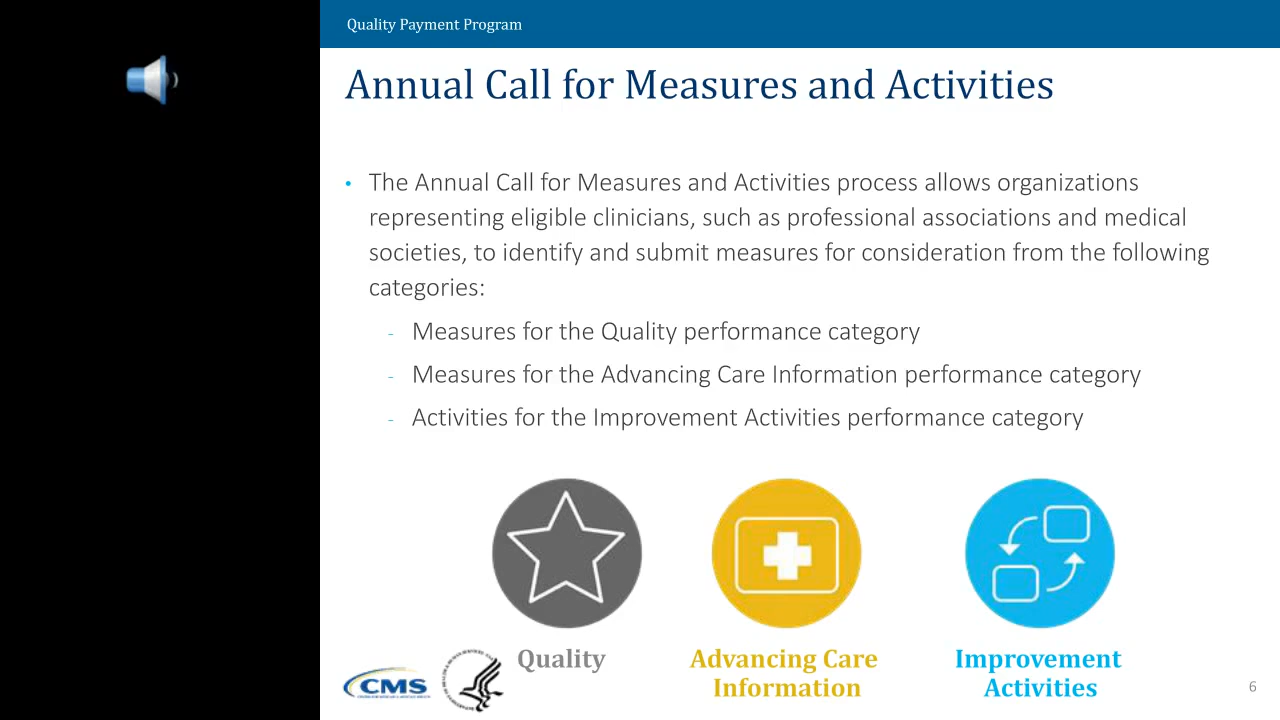 Quality Payment Program
Annual Call for Measures and Activities
• The Annual Call for Measures and Activities process allows organizations
representing eligible clinicians, such as professional associations and medical
societies, to identify and submit measures for consideration from the following
categories:
- Measures for the Quality performance category
- Measures for the Advancing Care Information performance category
- Activities for the Improvement Activities performance category
Quality
Advancing Care
Information
Improvement
Activities
CMS
6